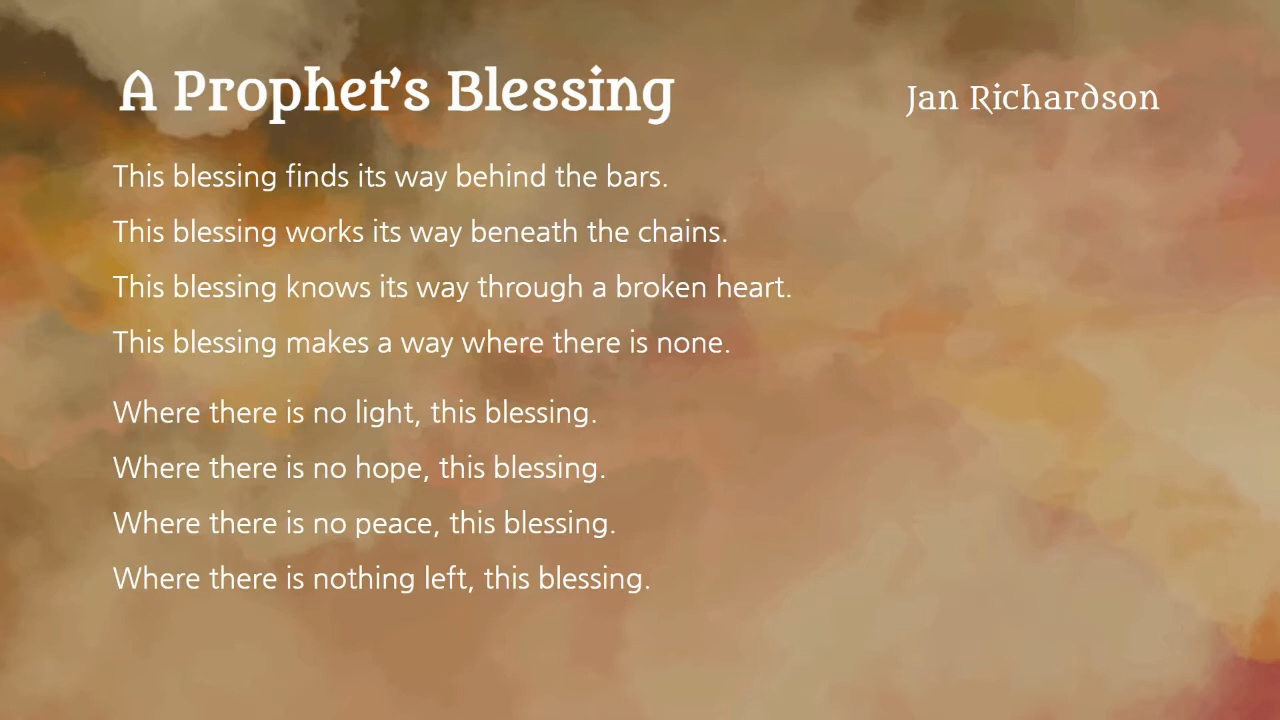 A Prophet's Blessing
Jan Richardson
This blessing finds its way behind the bars.
This blessing works its way beneath the chains.
This blessing knows its way through a broken heart.
This blessing makes a way where there is none.
Where there is no light, this blessing.
Where there is no hope, this blessing.
Where there is no peace, this blessing.
Where there is nothing left, this blessing.